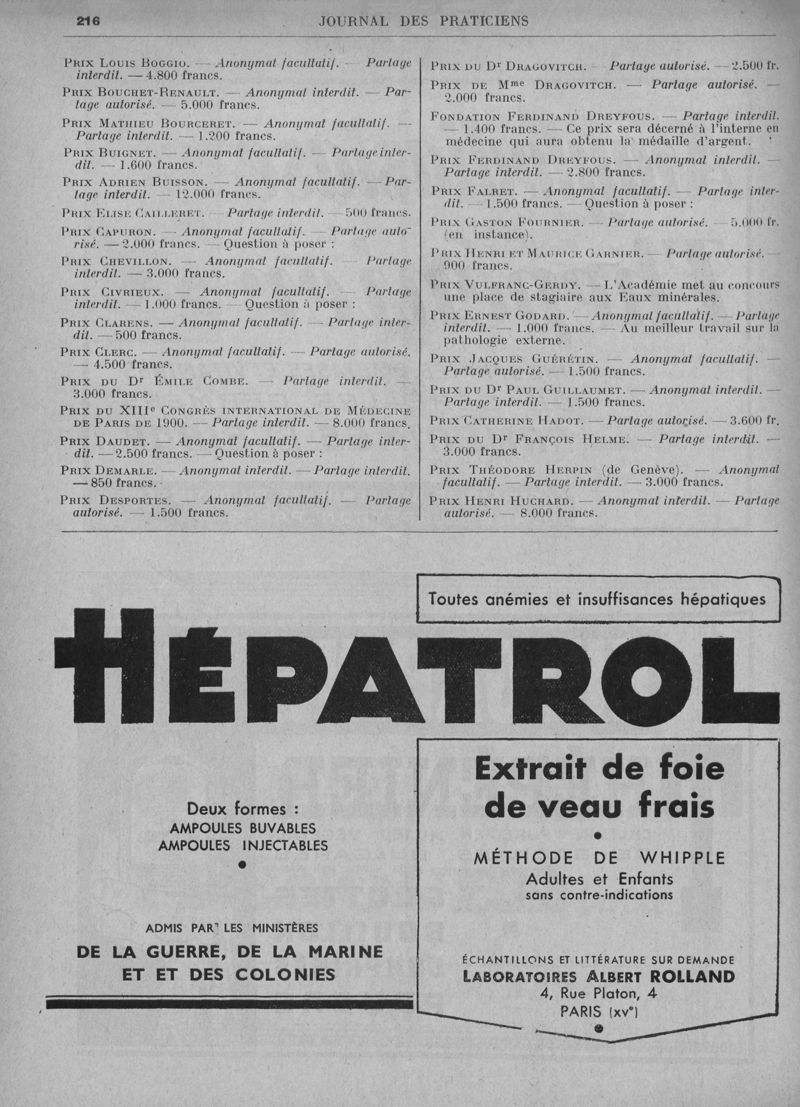 216
JOURNAL DES PRATICIENS
PRIX LOUIS BOGGIO. — Anonymat facultatif. — Partage
interdit. — 4.800 francs.
PRIX BOUCHET-RENAULT. — Anonymat interdit. — Par-
tage autorisé. — 5.000 francs.
PRIX MATHIEU BOURCERET. — Anonymat facultatif. —
Partage interdit. — 1.200 francs.
PRIX BUIGNET. — Anonymat facultatif. — Partage inter-
dit. — 1.600 francs.
PRIX ADRIEN BUISSON. — Anonymat facultatif. — Par-
tage interdit. — 12.000 francs.
PRIX ELISE CAILLERET. — Partage interdit. — 500 francs.
PRIX CAPURON. — Anonymat facultatif. — Partage auto-
risé. — 2.000 francs. — Question à poser :
PRIX CHEVILLON. — Anonymat facultatif. — Partage
interdit. — 3.000 francs.
PRIX CIVRIEUX. — Anonymat facultatif. — Partage
interdit. — 1.000 francs. — Question à poser :
PRIX CLARENS. — Anonymat facultatif. — Partage inter-
dit. — 500 francs.
PRIX CLERC. — Anonymat facultatif. — Partage autorisé.
— 4.500 francs.
PRIX DU Dr ÉMILE COMBE. — Partage interdit. —
3.000 francs.
PRIX DU XIIIe CONGRÈS INTERNATIONAL DE MÉDECINE
DE PARIS DE 1900. — Partage interdit. — 8.000 francs.
PRIX DAUDET. — Anonymat facultatif. — Partage inter-
dit. — 2.500 francs. — Question à poser :
PRIX DEMARLE. — Anonymat interdit. — Partage interdit.
— 850 francs.
PRIX DESPORTES. — Anonymat facultatif. — Partage
autorisé. — 1.500 francs.
PRIX DU Dr DRAGOVITCH. — Partage autorisé. — 2.500 fr.
PRIX DE Mme DRAGOVITCH. — Partage autorisé. —
2.000 francs.
FONDATION FERDINAND DREYFOUS. — Partage interdit.
— 1.400 francs. — Ce prix sera décerné à l'interne en
médecine qui aura obtenu la médaille d'argent.
PRIX FERDINAND DREYFOUS. — Anonymat interdit. —
Partage interdit. — 2.800 francs.
PRIX FALRET. — Anonymat facultatif. — Partage inter-
dit. — 1.500 francs. — Question à poser :
PRIX GASTON FOURNIER. — Partage autorisé. — 5.000 fr.
(en instance).
PRIX HENRI ET MAURICE GARNIER. — Partage autorisé. —
900 francs.
PRIX VULFRANC-GERDY. — L'Académie met au concours
une place de stagiaire aux Eaux minérales.
PRIX ERNEST GODARD. — Anonymat facultatif. — Partage
interdit. — 1.000 francs. — Au meilleur travail sur la
pathologie externe.
PRIX JACQUES GUÉRÉTIN. — Anonymat facultatif. —
Partage autorisé. — 1.500 francs.
PRIX DU Dr PAUL GUILLAUMET. — Anonymat interdit. —
Partage interdit. — 1.500 francs.
PRIX CATHERINE HADOT. — Partage autorisé. — 3.600 fr.
PRIX DU Dr FRANÇOIS HELME. — Partage interdit. —
3.000 francs.
PRIX THÉODORE HERPIN (de Genève). — Anonymat
facultatif. — Partage interdit. — 3.000 francs.
PRIX HENRI HUCHARD. — Anonymat interdit. — Partage
autorisé. — 8.000 francs.
Toutes anémies et insuffisances hépatiques
HÉPATROL
Deux formes :
AMPOULES BUVABLES
AMPOULES INJECTABLES
ADMIS PAR LES MINISTÈRES
DE LA GUERRE, DE LA MARINE
ET ET DES COLONIES
Extrait de foie
de veau frais
MÉTHODE DE WHIPPLE
Adultes et Enfants
sans contre-indications
ÉCHANTILLONS ET LITTÉRATURE SUR DEMANDE
LABORATOIRES ALBERT ROLLAND
4, Rue Platon, 4
PARIS (XVe)